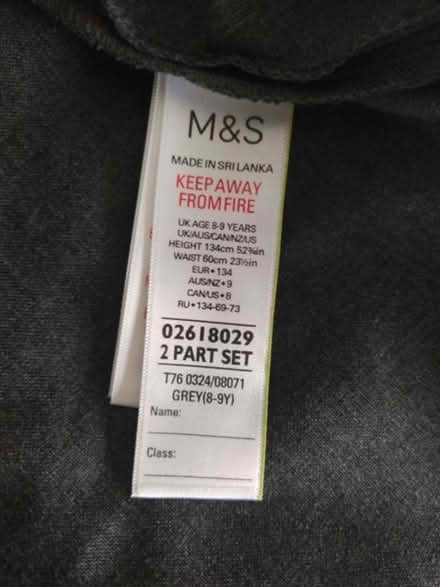 M&S
MADE IN SRI LANKA
KEEP AWAY
FROM FIRE
UK AGE 8-9 YEARS
UK/AUS/CAN/NZ/US
HEIGHT 134cm 52¾in
WAIST 60cm 23½in
EUR•134
AUS/NZ•9
CAN/US•8
RU•134-69-73
02618029
2 PART SET
T76 0324/08071
GREY(8-9Y)
Name:
Class: